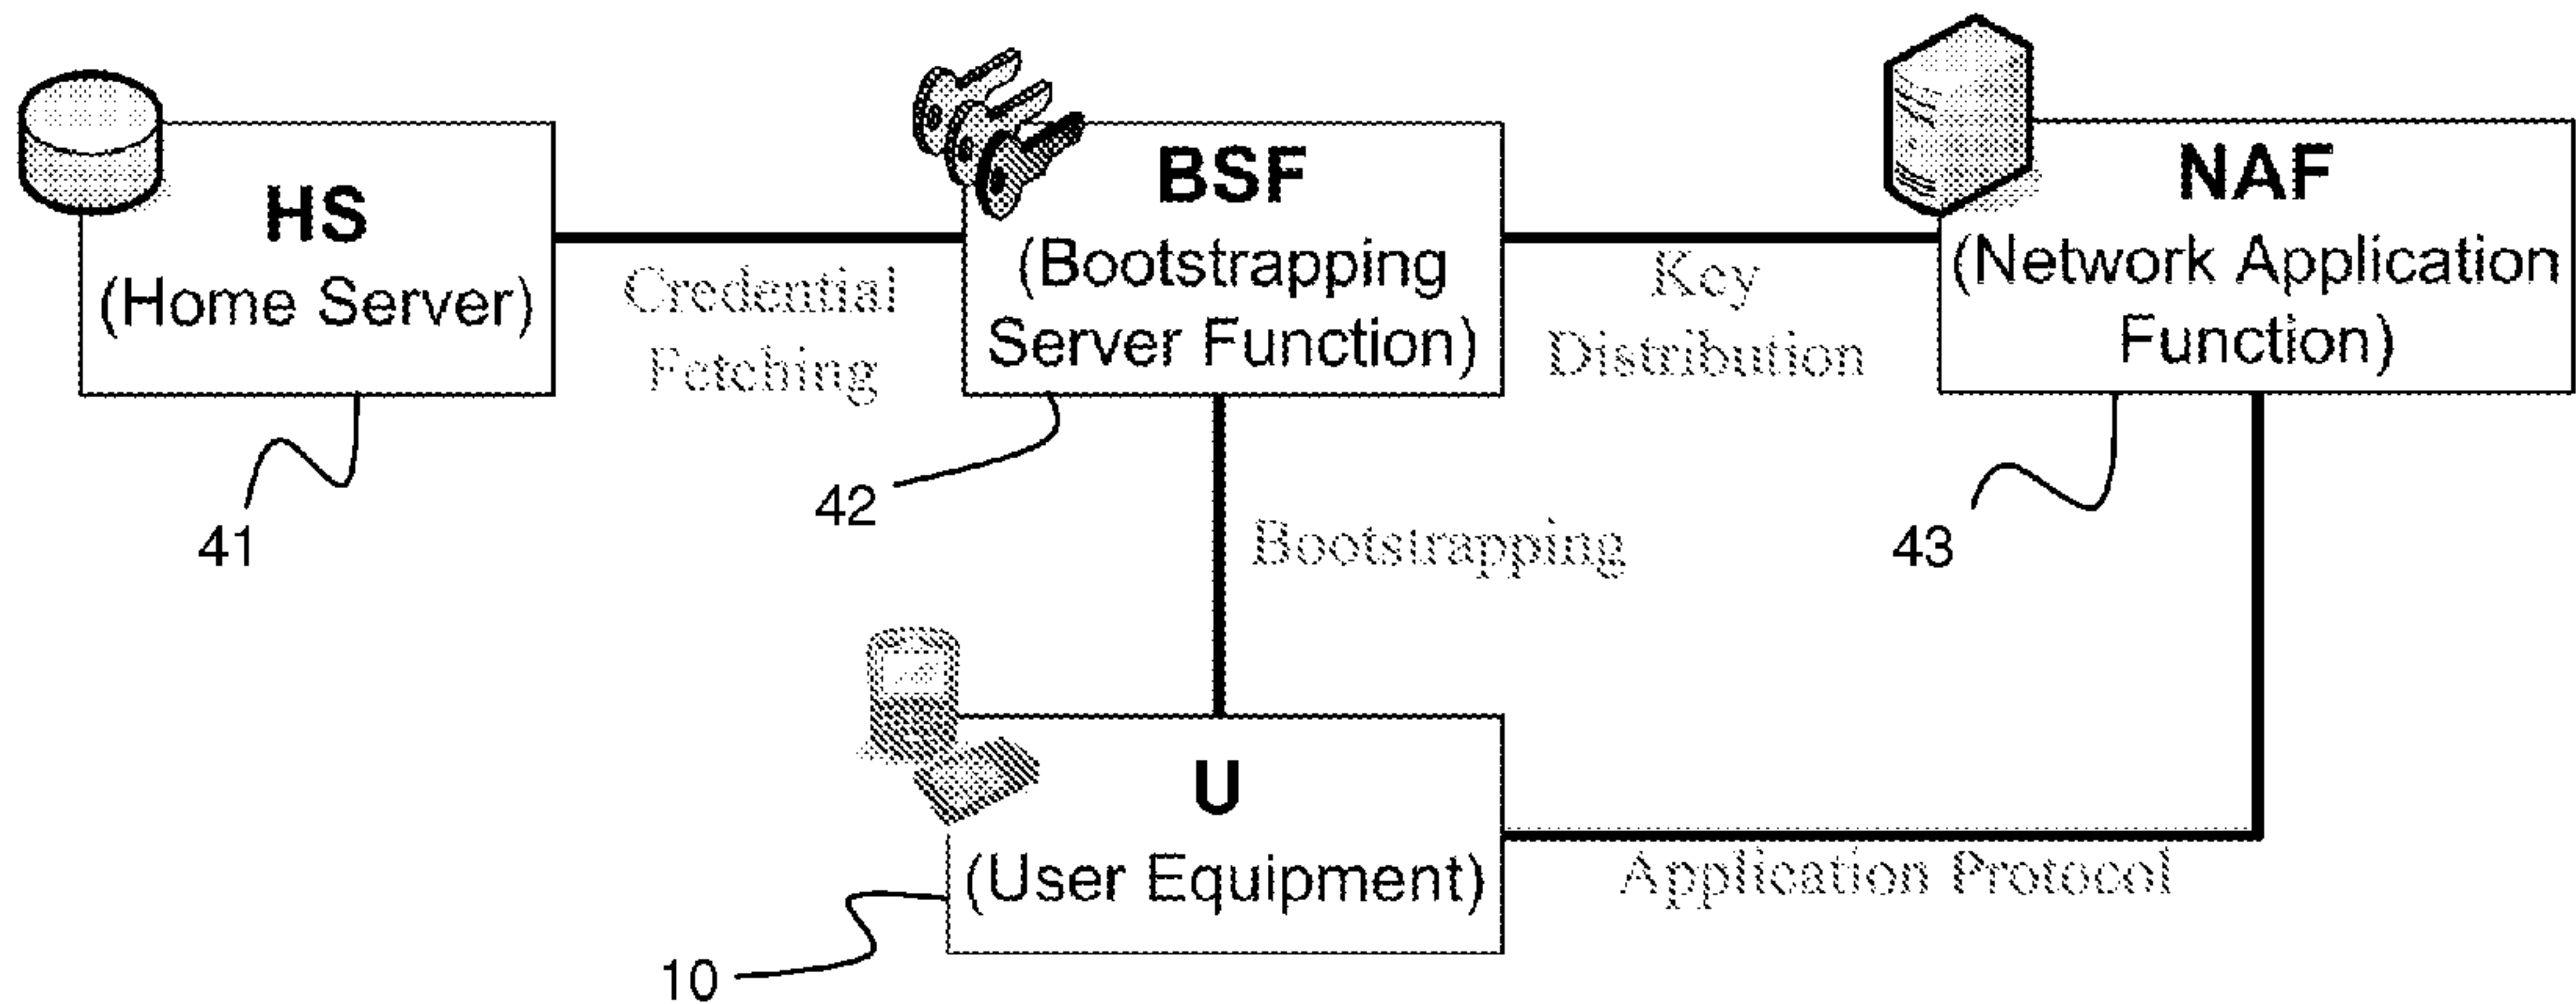 HS
(Home Server)
41
Credential
Fetching
BSF
(Bootstrapping
Server Function)
42
Key
Distribution
NAF
(Network Application
Function)
43
Bootstrapping
U
(User Equipment)
10
Application Protocol